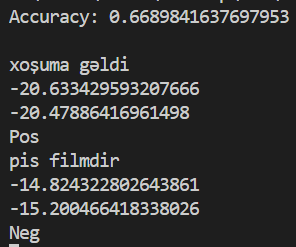 Accuracy: 0.6689841637697953
xoşuma gəldi
-20.633429593207666
-20.47886416961498
Pos
pis filmdir
-14.824322802643861
-15.200466418338026
Neg